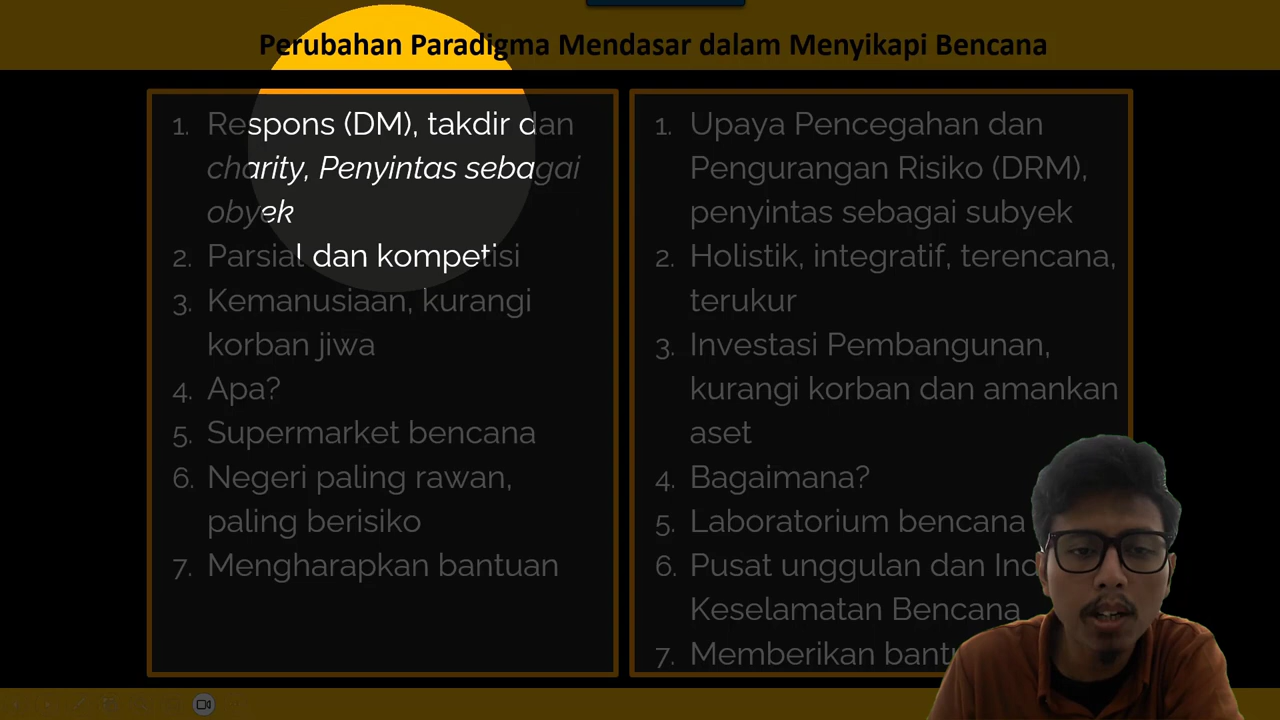 Perubahan Paradigma Mendasar dalam Menyikapi Bencana
1. Respons (DM), takdir dan
charity, Penyintas sebagai
obyek
2. Parsial dan kompetisi
3. Kemanusiaan, kurangi
korban jiwa
4. Apa?
5. Supermarket bencana
6. Negeri paling rawan,
paling berisiko
7. Mengharapkan bantuan
1. Upaya Pencegahan dan
Pengurangan Risiko (DRM),
penyintas sebagai subyek
2. Holistik, integratif, terencana,
terukur
3. Investasi Pembangunan,
kurangi korban dan amankan
aset
4. Bagaimana?
5. Laboratorium bencana
6. Pusat unggulan dan
Keselamatan Bencana
7. Memberikan